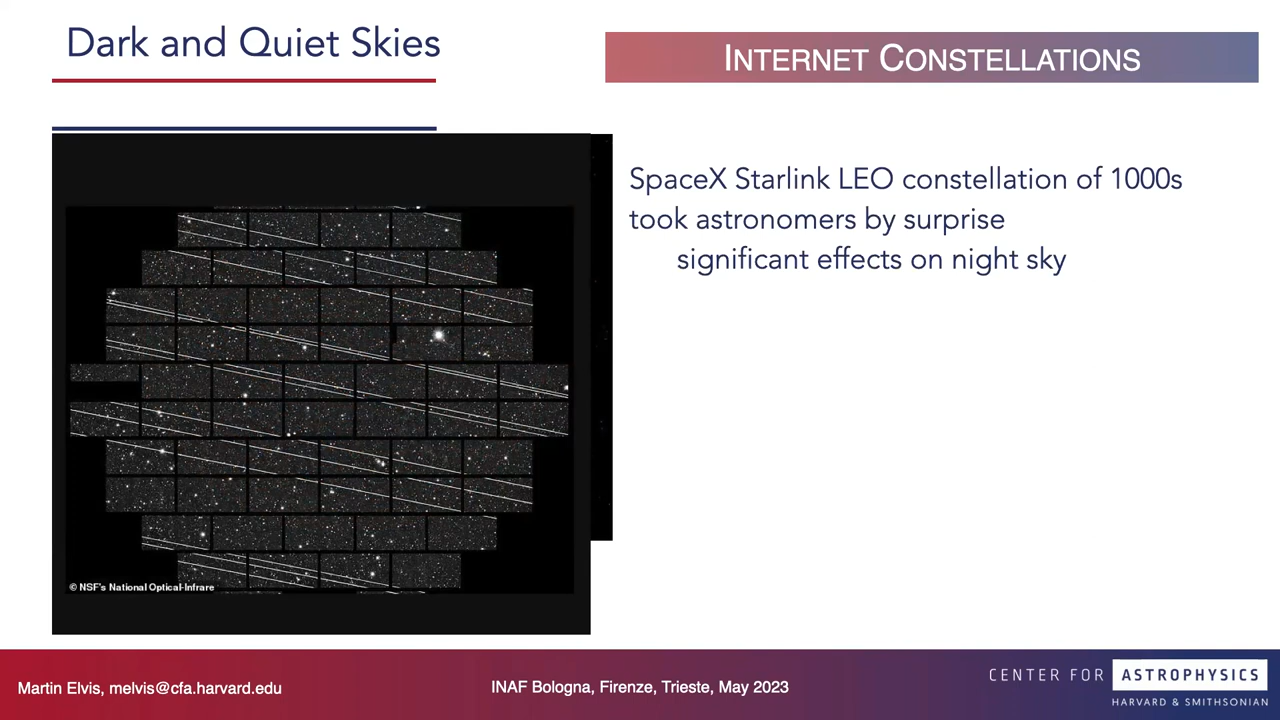 Dark and Quiet Skies
INTERNET CONSTELLATIONS
SpaceX Starlink LEO constellation of 1000s
took astronomers by surprise
significant effects on night sky
© NSF's National Optical-Infrare
Martin Elvis, melvis@cfa.harvard.edu
INAF Bologna, Firenze, Trieste, May 2023
CENTER FOR ASTROPHYSICS
HARVARD & SMITHSONIAN